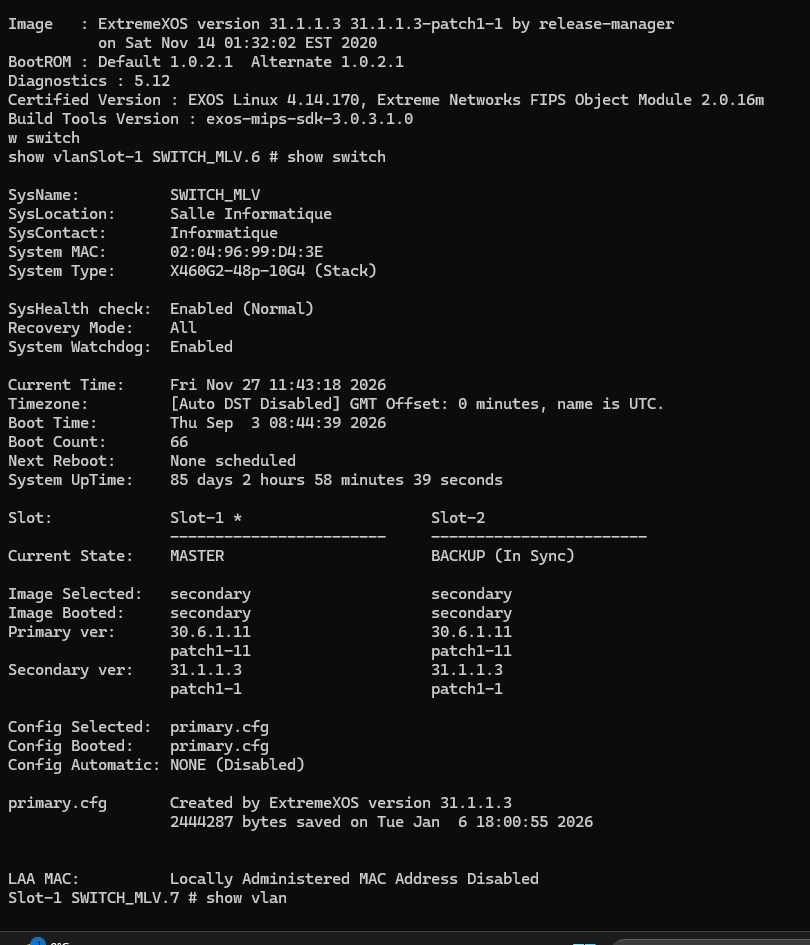 Image   : ExtremeXOS version 31.1.1.3 31.1.1.3-patch1-1 by release-manager
          on Sat Nov 14 01:32:02 EST 2020
BootROM : Default 1.0.2.1  Alternate 1.0.2.1
Diagnostics : 5.12
Certified Version : EXOS Linux 4.14.170, Extreme Networks FIPS Object Module 2.0.16m
Build Tools Version : exos-mips-sdk-3.0.3.1.0
w switch
show vlanSlot-1 SWITCH_MLV.6 # show switch

SysName:          SWITCH_MLV
SysLocation:      Salle Informatique
SysContact:       Informatique
System MAC:       02:04:96:99:D4:3E
System Type:      X460G2-48p-10G4 (Stack)

SysHealth check:  Enabled (Normal)
Recovery Mode:    All
System Watchdog:  Enabled

Current Time:     Fri Nov 27 11:43:18 2026
Timezone:         [Auto DST Disabled] GMT Offset: 0 minutes, name is UTC.
Boot Time:        Thu Sep  3 08:44:39 2026
Boot Count:       66
Next Reboot:      None scheduled
System UpTime:    85 days 2 hours 58 minutes 39 seconds

Slot:             Slot-1 *                     Slot-2
                  ------------------------     ------------------------
Current State:    MASTER                       BACKUP (In Sync)

Image Selected:   secondary                    secondary
Image Booted:     secondary                    secondary
Primary ver:      30.6.1.11                    30.6.1.11
                  patch1-11                    patch1-11
Secondary ver:    31.1.1.3                     31.1.1.3
                  patch1-1                     patch1-1

Config Selected:  primary.cfg
Config Booted:    primary.cfg
Config Automatic: NONE (Disabled)

primary.cfg       Created by ExtremeXOS version 31.1.1.3
                  2444287 bytes saved on Tue Jan  6 18:00:55 2026


LAA MAC:          Locally Administered MAC Address Disabled
Slot-1 SWITCH_MLV.7 # show vlan